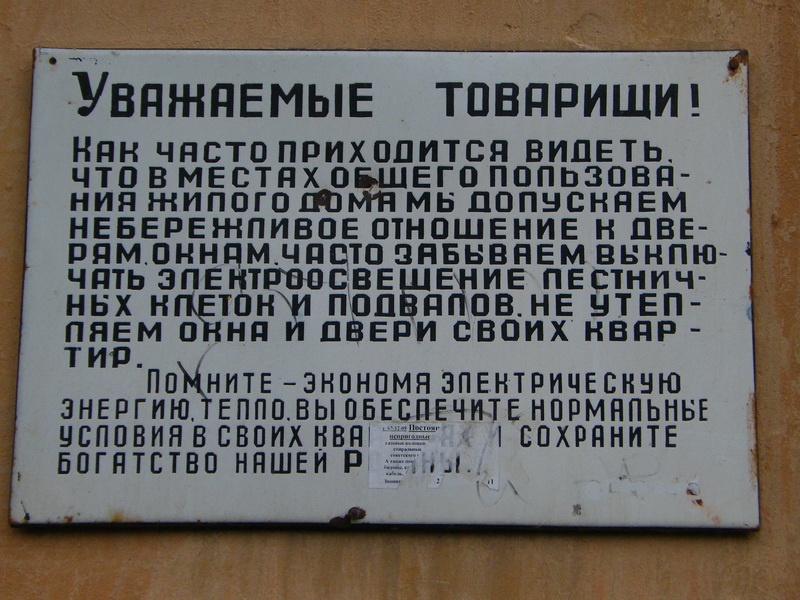 Уважаемые товарищи!
Как часто приходится видеть,
что в местах общего пользова-
ния жилого дома мы допускаем
небережливое отношение к две-
рям, окнам, часто забываем выклю-
чать электроосвещение лестнич-
ных клеток и подвалов, не утеп-
ляем окна и двери своих квар-
тир.
Помните – экономя электрическую
энергию, тепло, вы обеспечите нормальные
условия в своих и сохраните
богатство нашей
непригодные